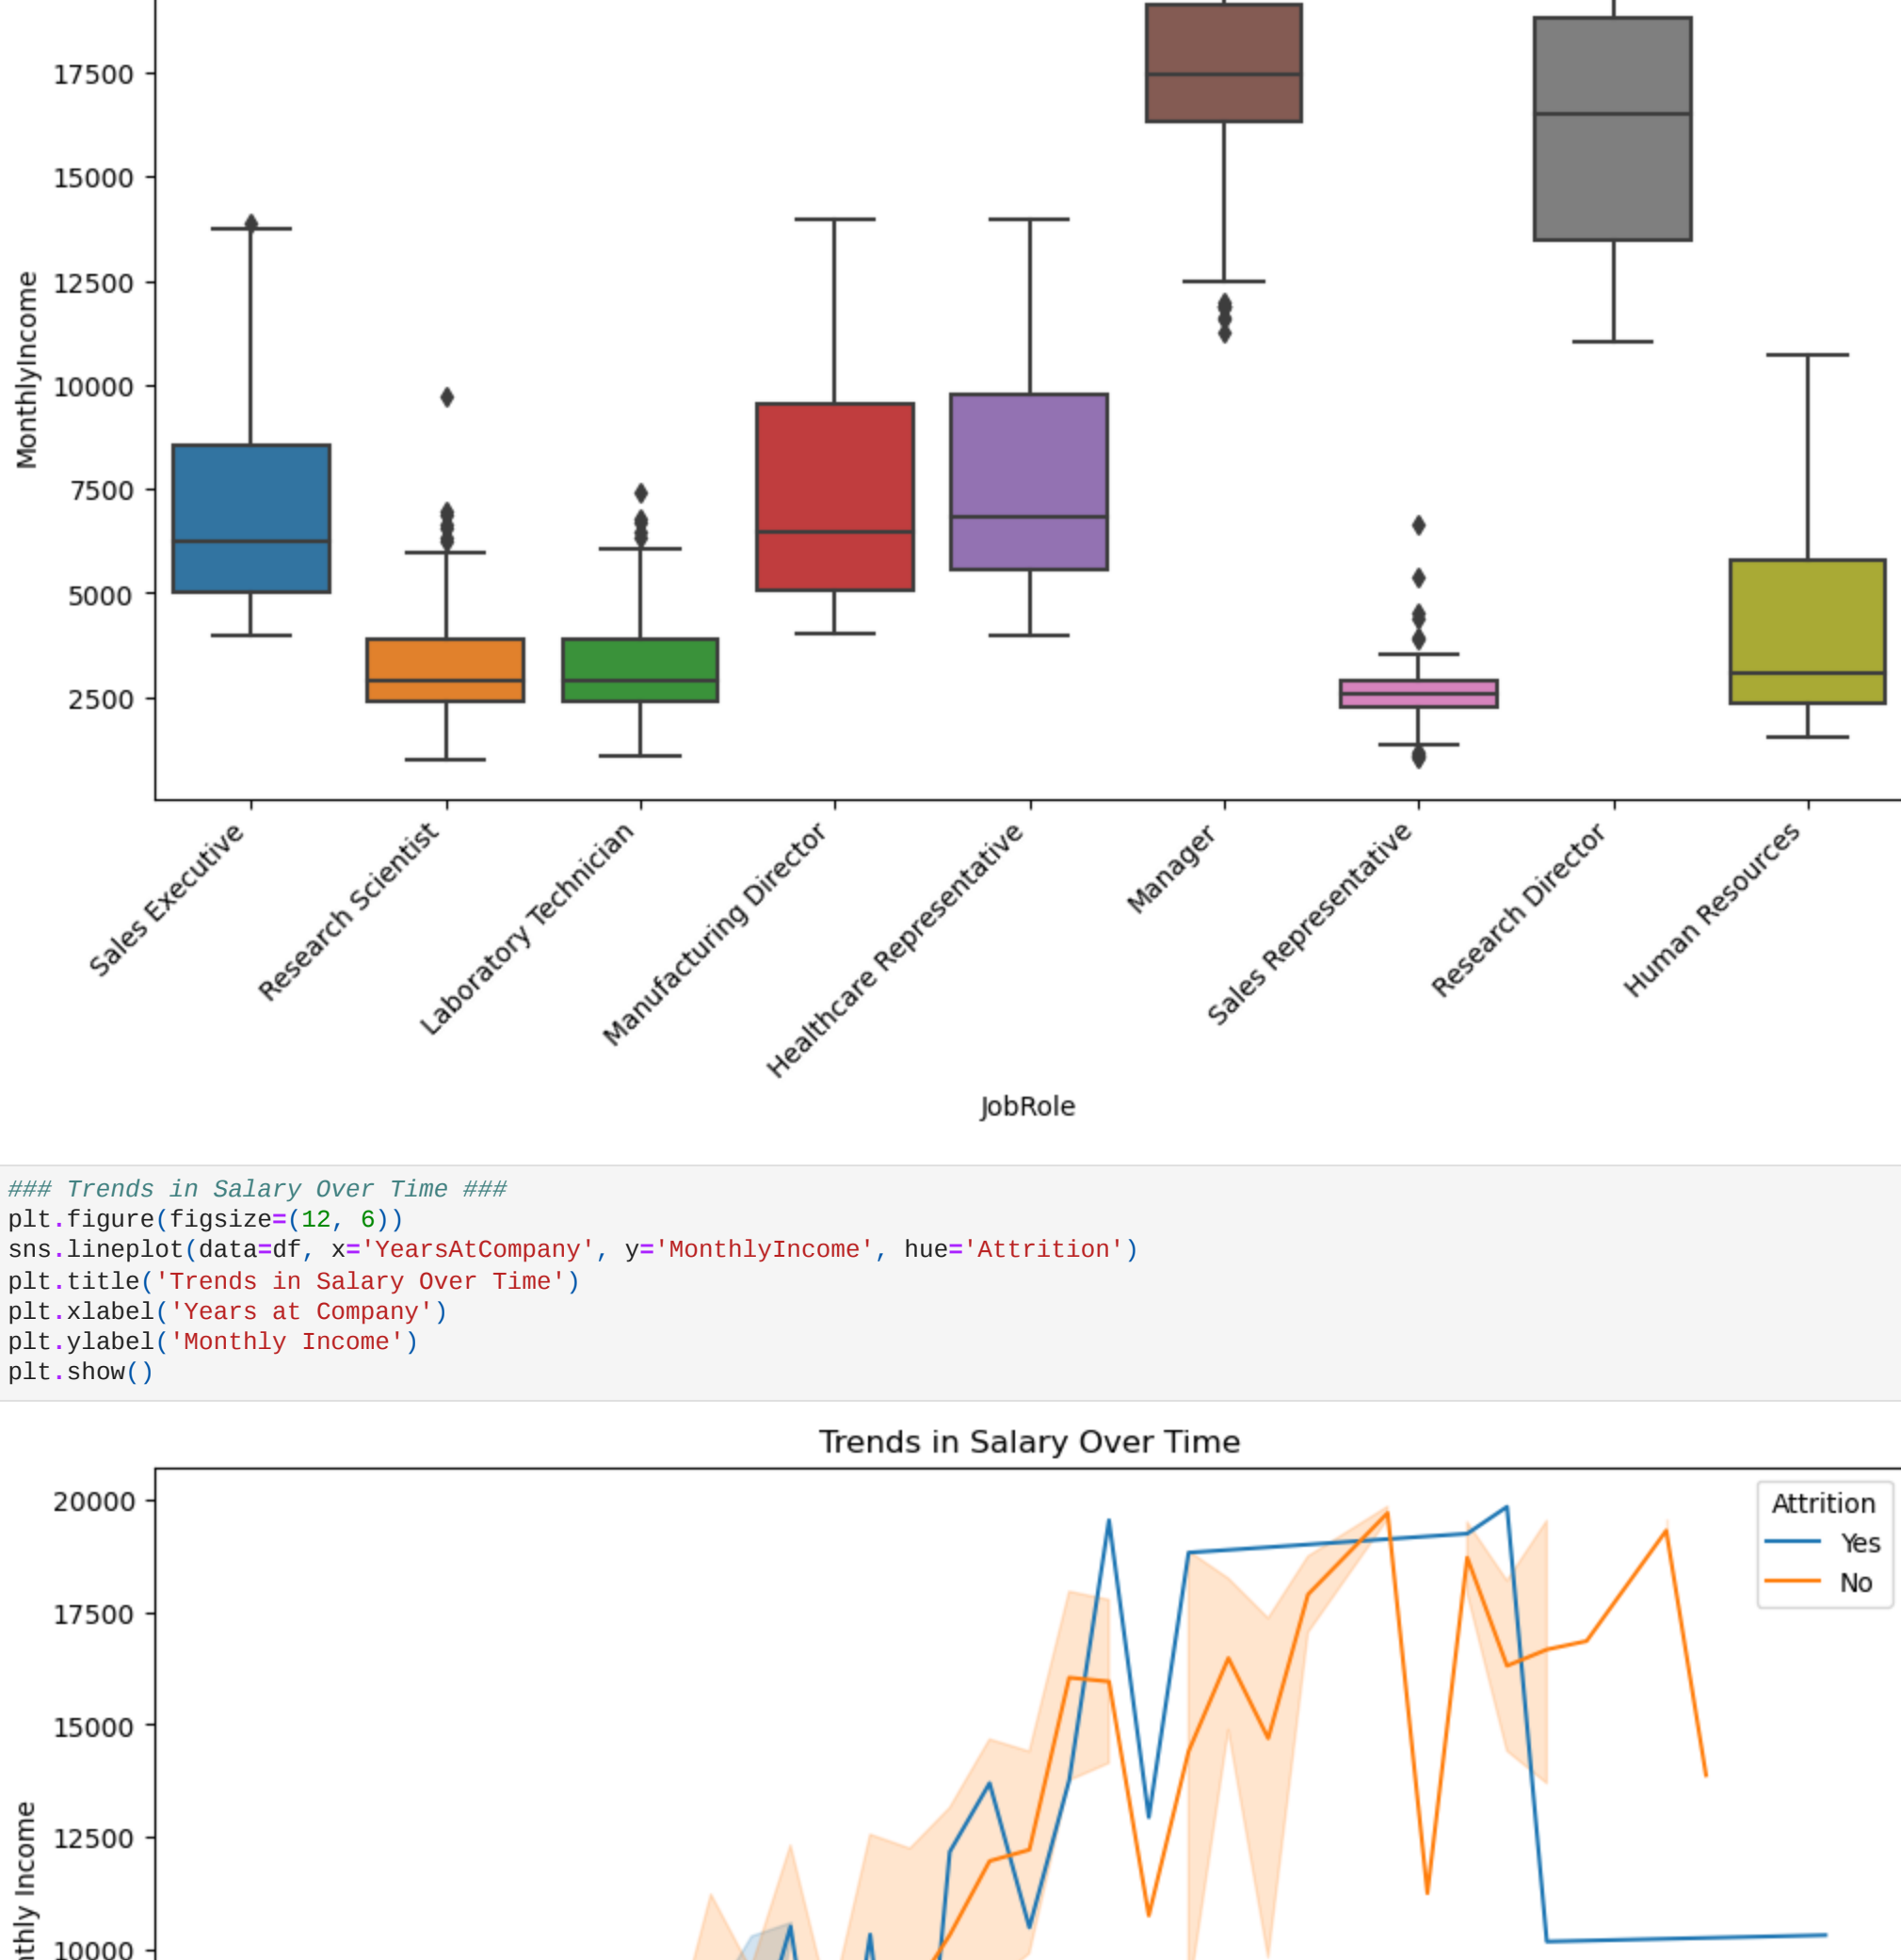 17500
15000
12500
10000
7500
5000
2500
MonthlyIncome
Sales Executive
Research Scientist
Laboratory Technician
Manufacturing Director
Healthcare Representative
Manager
Sales Representative
Research Director
Human Resources
JobRole
### Trends in Salary Over Time ###
plt.figure(figsize=(12, 6))
sns.lineplot(data=df, x='YearsAtCompany', y='MonthlyIncome', hue='Attrition')
plt.title('Trends in Salary Over Time')
plt.xlabel('Years at Company')
plt.ylabel('Monthly Income')
plt.show()
Trends in Salary Over Time
20000
17500
15000
12500
10000
Income
Attrition
Yes
No